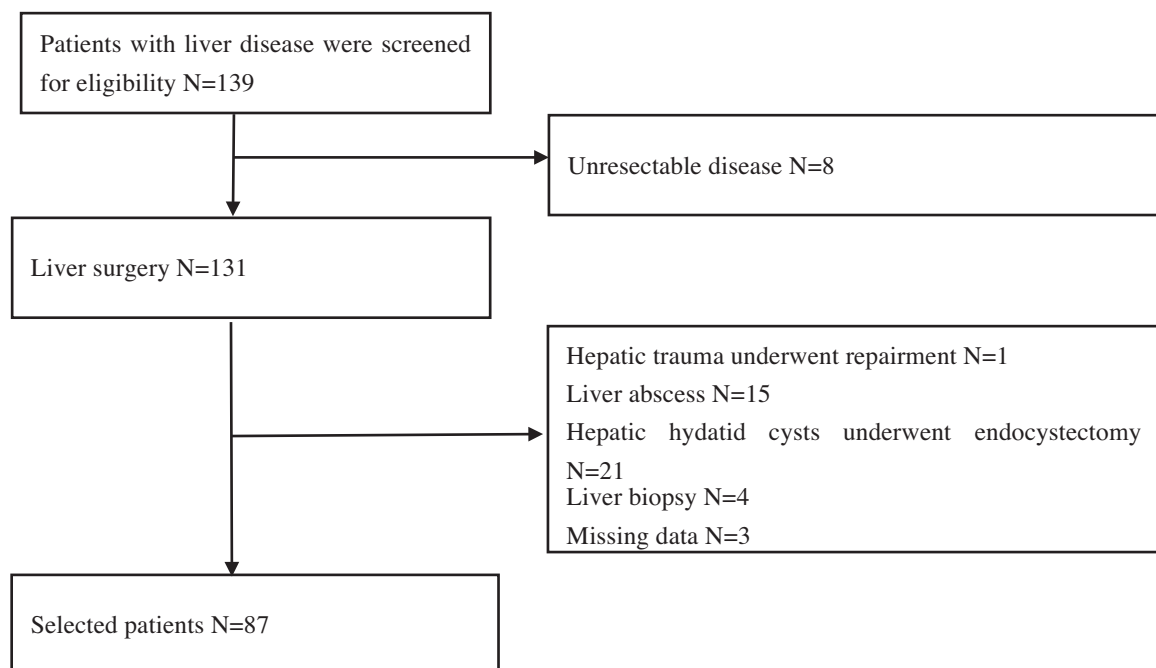 Patients with liver disease were screened
for eligibility N=139
Unresectable disease N=8
Liver surgery N=131
Hepatic trauma underwent repairment N=1
Liver abscess N=15
Hepatic hydatid cysts underwent endocystectomy
N=21
Liver biopsy N=4
Missing data N=3
Selected patients N=87